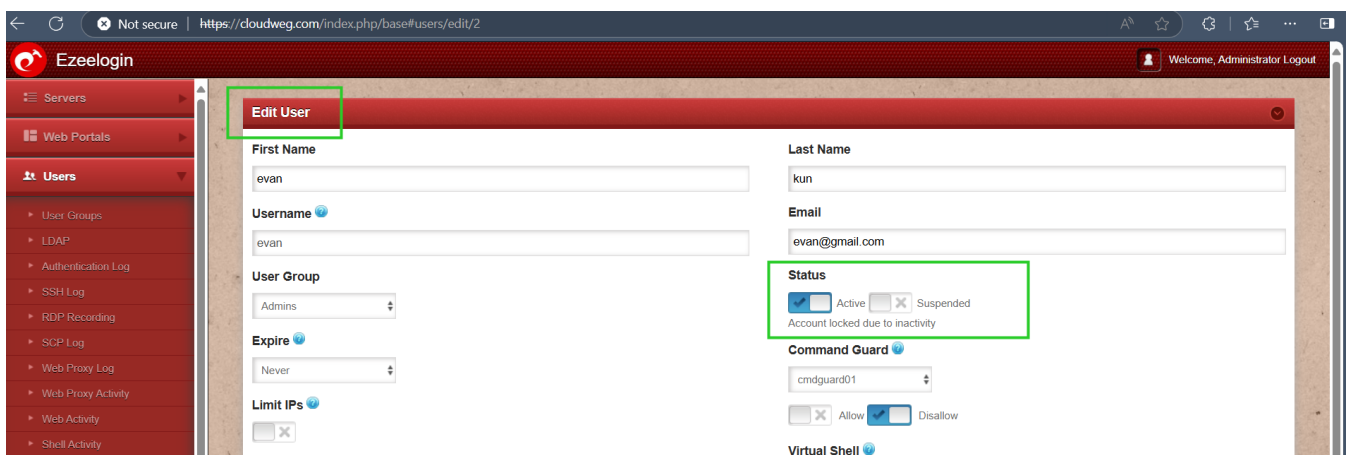 Not secure
https://cloudweg.com/index.php/base#users/edit/2
Ezeelogin
Welcome, Administrator Logout
Servers
Web Portals
Users
User Groups
LDAP
Authentication Log
SSH Log
RDP Recording
SCP Log
Web Proxy Log
Web Proxy Activity
Web Activity
Shell Activity
Edit User
First Name
evan
Last Name
kun
Username
evan
Email
evan@gmail.com
User Group
Admins
Status
Active Suspended
Account locked due to inactivity
Expire
Never
Command Guard
cmdguard01
Allow Disallow
Limit IPs
Virtual Shell